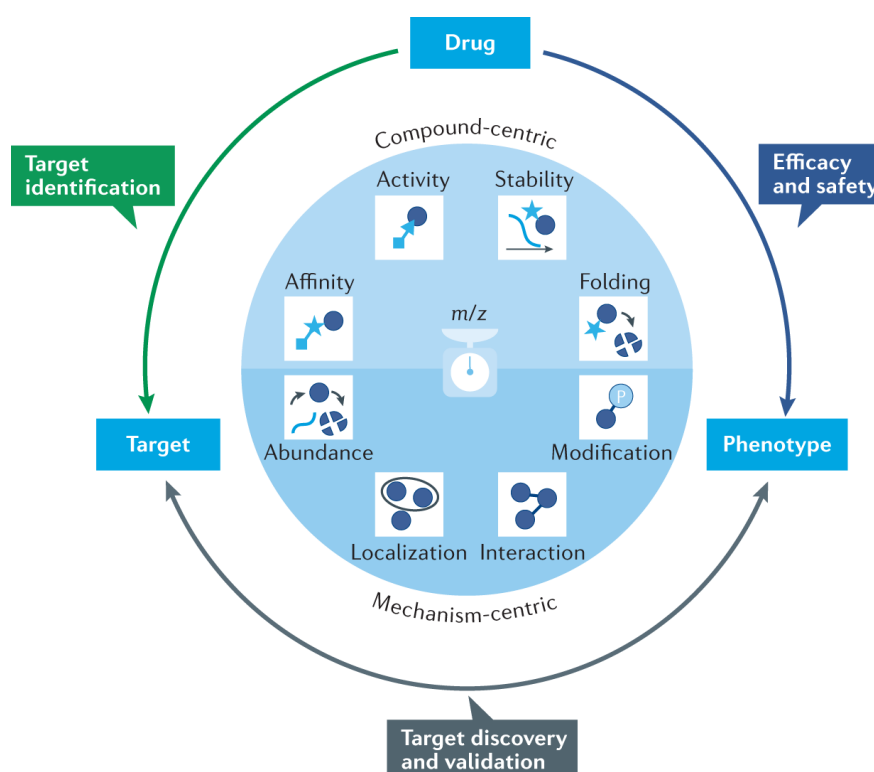 Drug
Compound-centric
Target
identification
Efficacy
and safety
Activity
Stability
Affinity
Folding
m/z
P
Target
Abundance
Modification
Phenotype
Localization
Interaction
Mechanism-centric
Target discovery
and validation